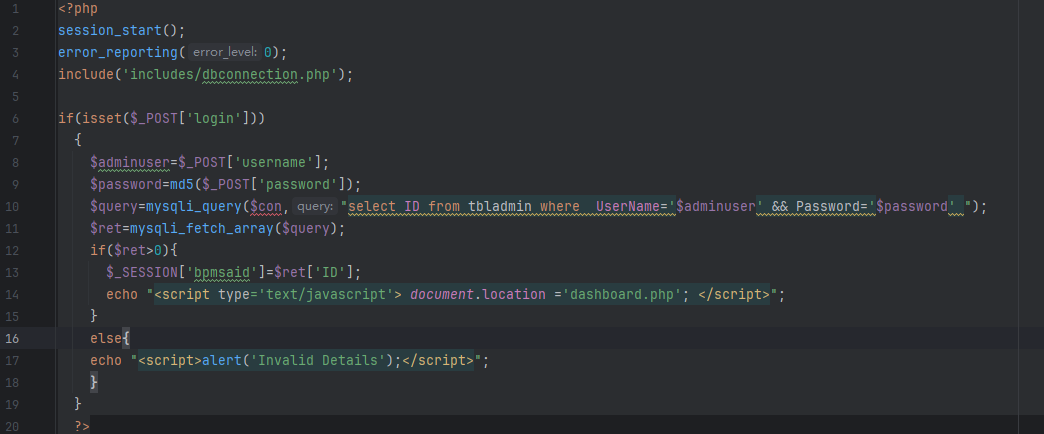 1 <?php
2 session_start();
3 error_reporting( error_level: 0);
4 include('includes/dbconnection.php');
5
6 if(isset($_POST['login']))
7 {
8 $adminuser=$_POST['username'];
9 $password=md5($_POST['password']);
10 $query=mysqli_query($con, query: "select ID from tbladmin where  UserName='$adminuser' && Password='$password' ");
11 $ret=mysqli_fetch_array($query);
12 if($ret>0){
13 $_SESSION['bpmsaid']=$ret['ID'];
14 echo "<script type='text/javascript'> document.location ='dashboard.php'; </script>";
15 }
16 else{
17 echo "<script>alert('Invalid Details');</script>";
18 }
19 }
20 ?>